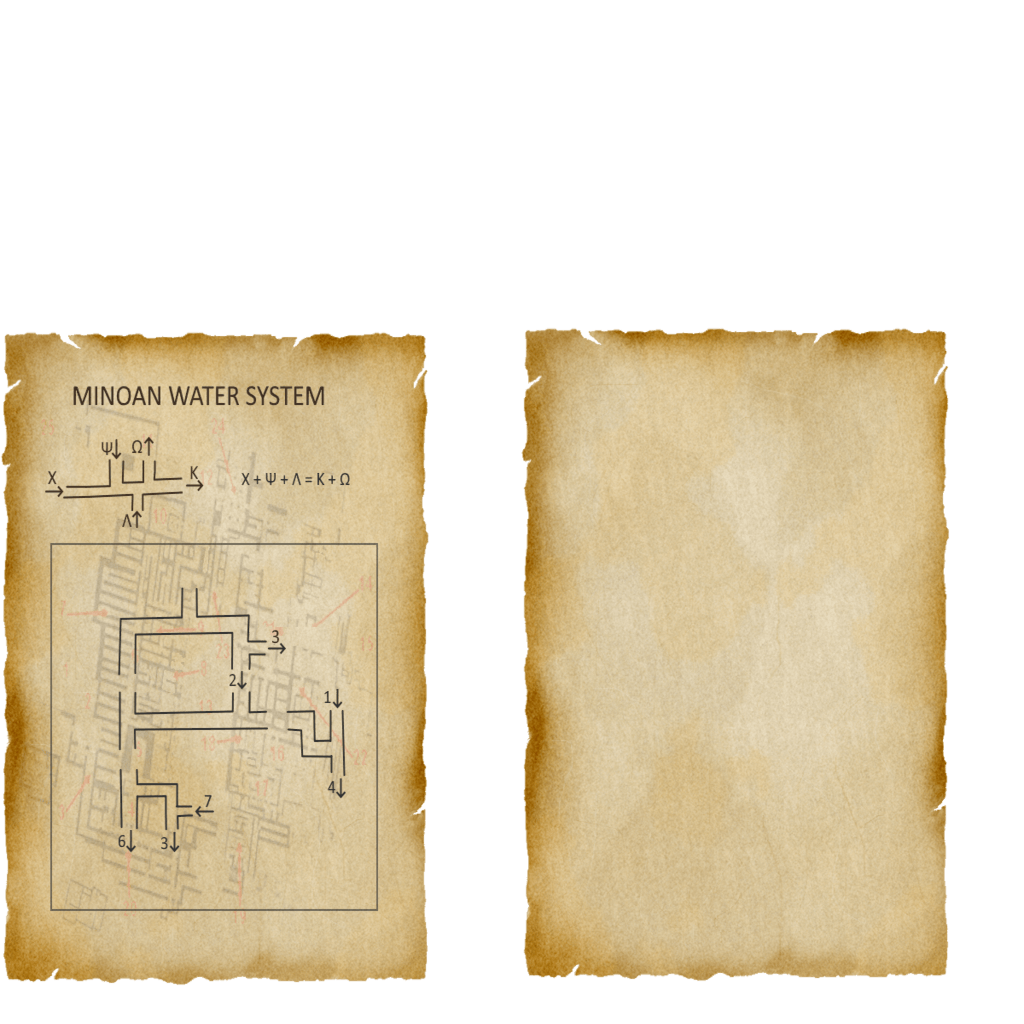 MINOAN WATER SYSTEM
Ψ↓ Ω↑
X → K →
X + Ψ + Λ = K + Ω
Λ↑
3 →
2↓
1↓
4↓
7 ←
6↓ 3↓